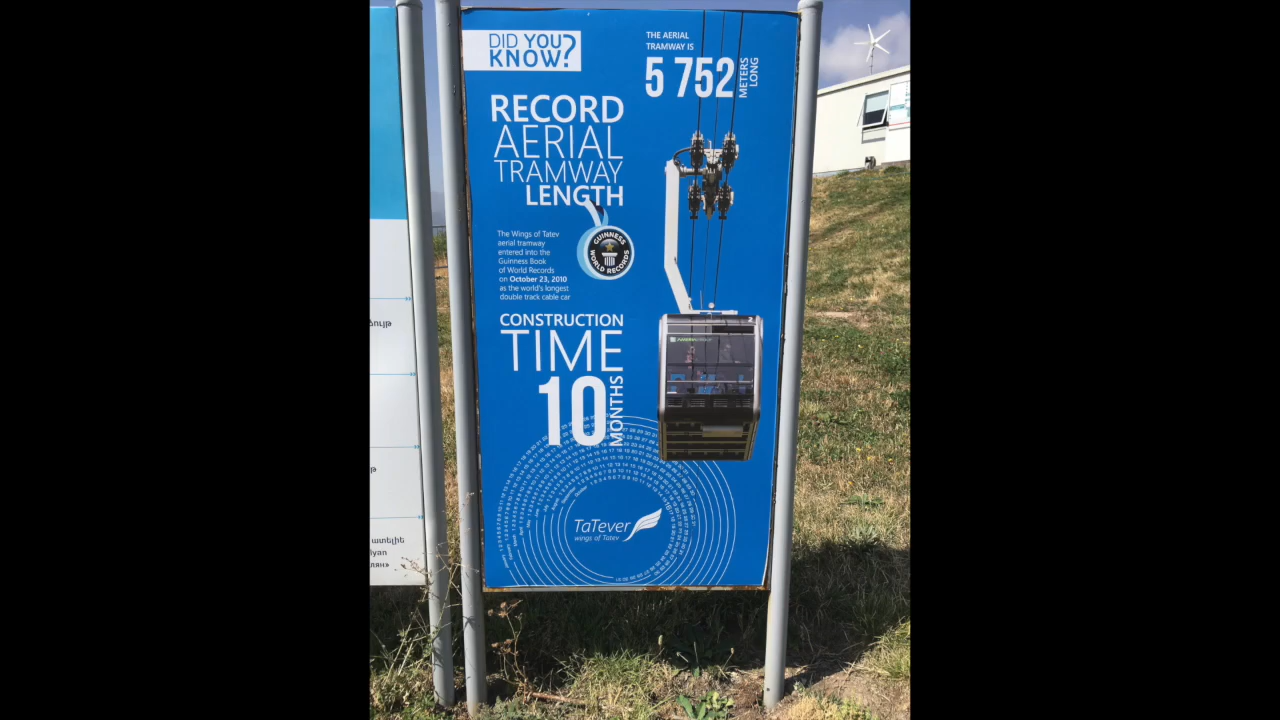 DID YOU
KNOW?
THE AERIAL
TRAMWAY IS
5 752
METERS
LONG
RECORD
AERIAL
TRAMWAY
LENGTH
GUINNESS
WORLD RECORDS
The Wings of Tatev
aerial tramway
entered into the
Guinness Book
of World Records
on October 23, 2010
as the world's longest
double track cable car
CONSTRUCTION
TIME
10
MONTHS
TaTever
wings of Tatev
ատելիե